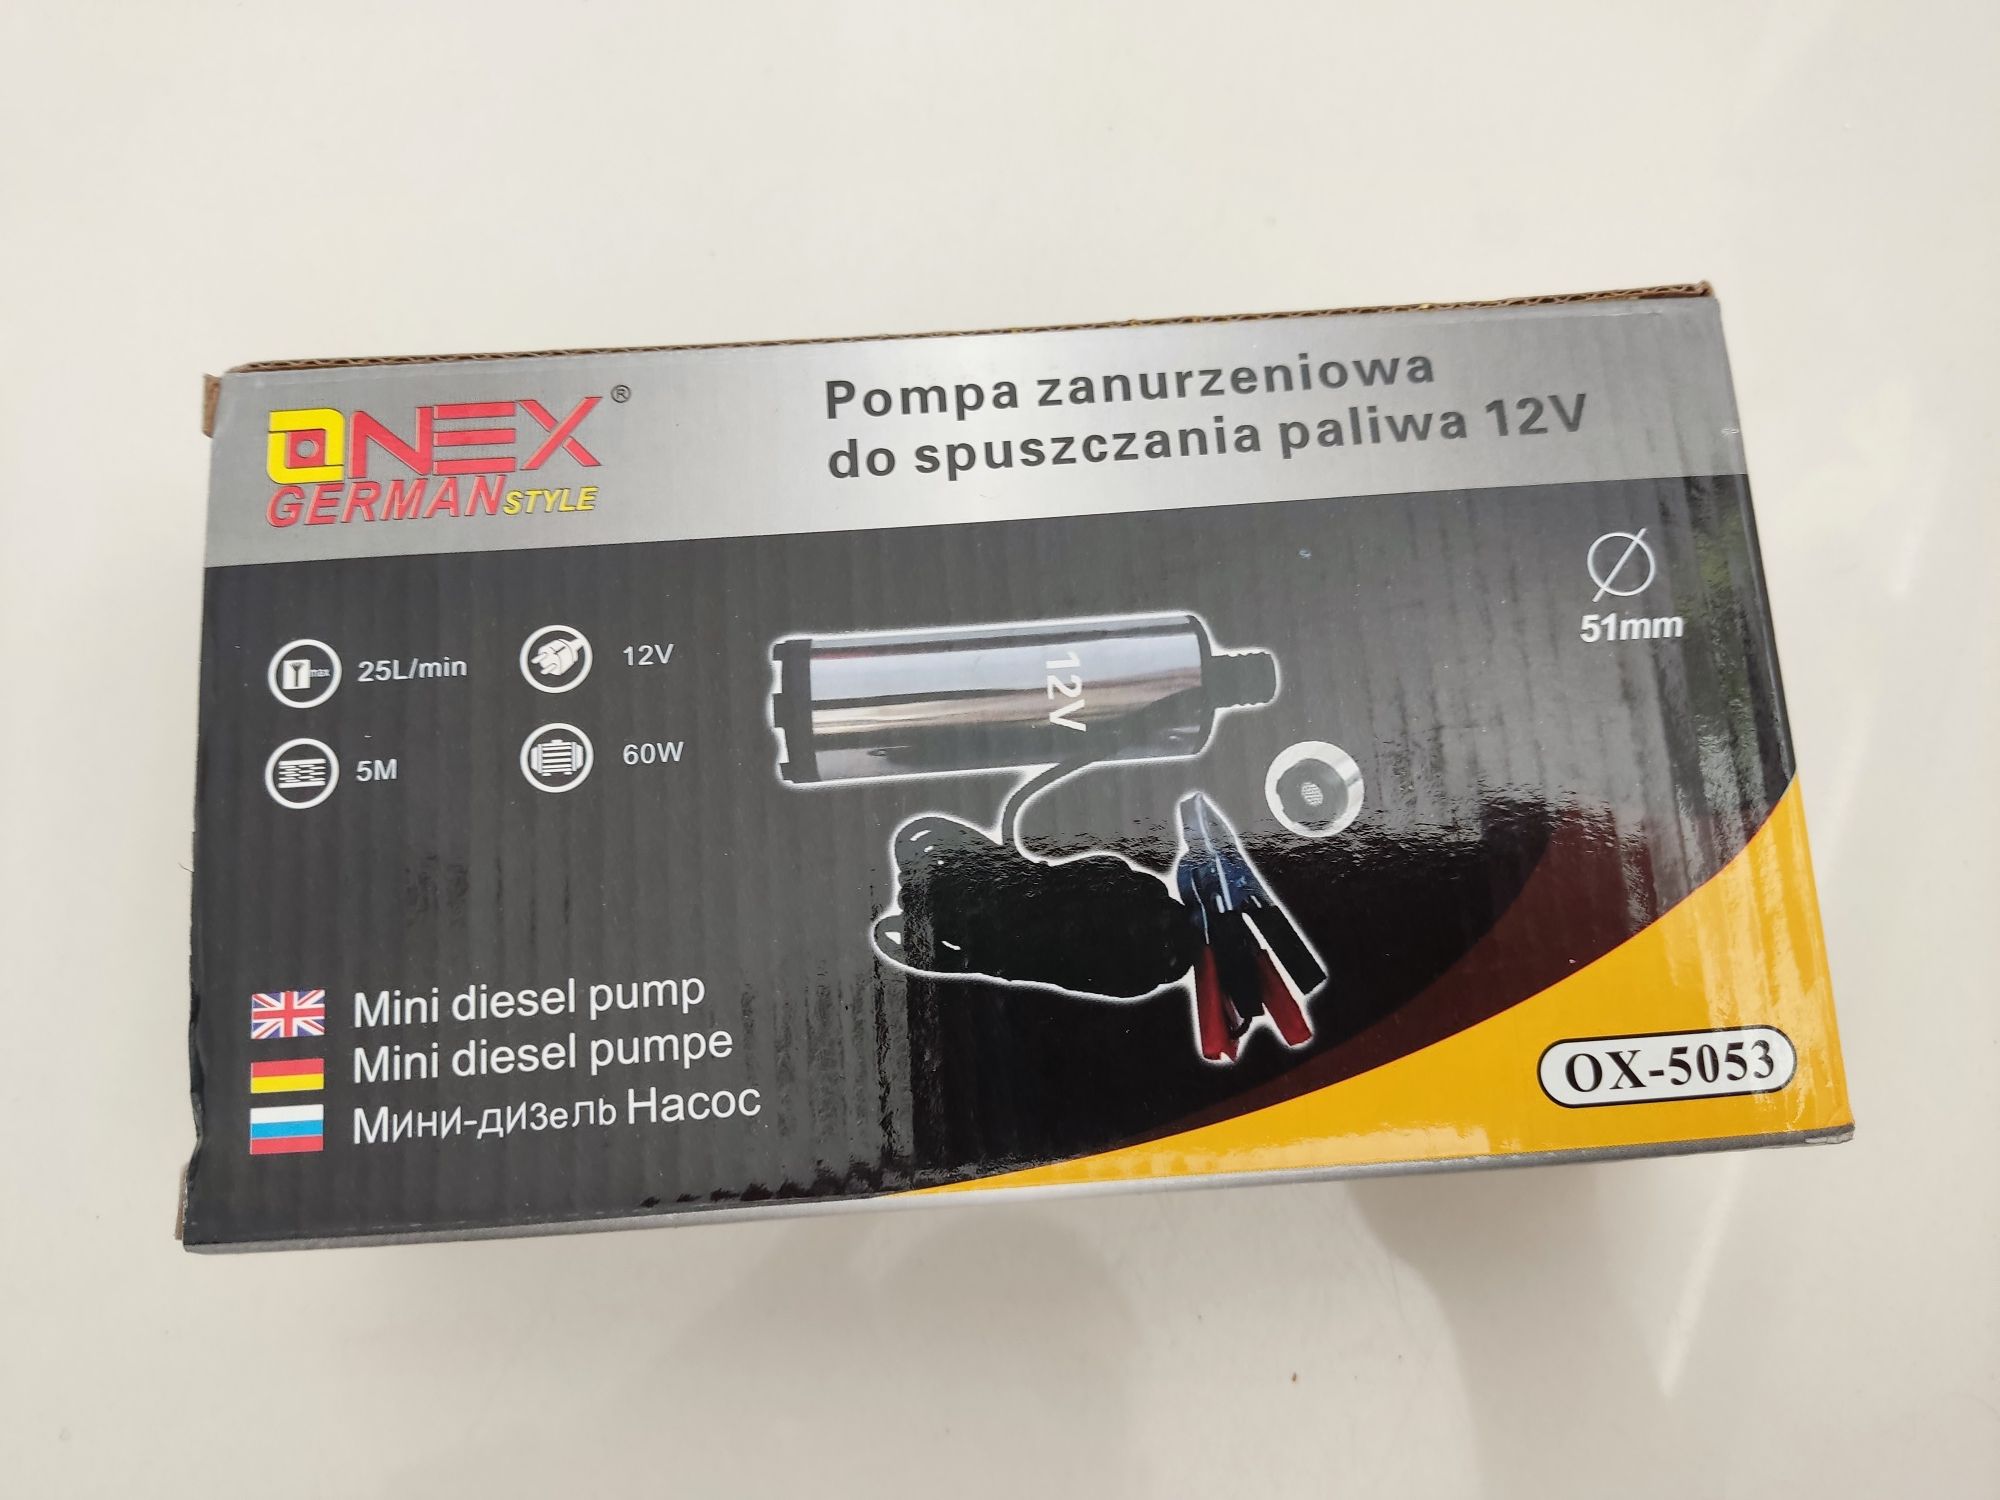 ONEX®
GERMAN STYLE
Pompa zanurzeniowa
do spuszczania paliwa 12V
51mm
max 25L/min
12V
5M
60W
12V
Mini diesel pump
Mini diesel pumpe
Мини-дизель Насос
OX-5053